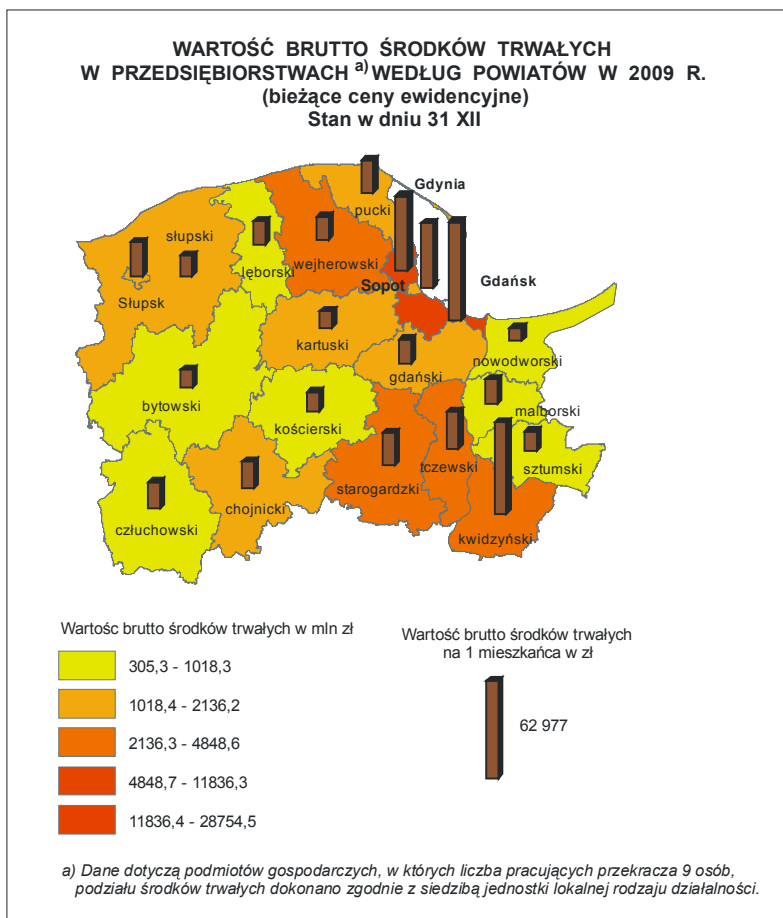 WARTOŚĆ BRUTTO ŚRODKÓW TRWAŁYCH
W PRZEDSIĘBIORSTWACH a) WEDŁUG POWIATÓW W 2009 R.
(bieżące ceny ewidencyjne)
Stan w dniu 31 XII
Gdynia
pucki
słupski
lęborski
wejherowski
Sopot
Gdańsk
Słupsk
kartuski
nowodworski
gdański
bytowski
kościerski
malborski
tczewski
sztumski
starogardzki
człuchowski
chojnicki
kwidzyński
Wartośc brutto środków trwałych w mln zł
305,3 - 1018,3
1018,4 - 2136,2
2136,3 - 4848,6
4848,7 - 11836,3
11836,4 - 28754,5
Wartość brutto środków trwałych
na 1 mieszkańca w zł
62 977
a) Dane dotyczą podmiotów gospodarczych, w których liczba pracujących przekracza 9 osób,
podziału środków trwałych dokonano zgodnie z siedzibą jednostki lokalnej rodzaju działalności.